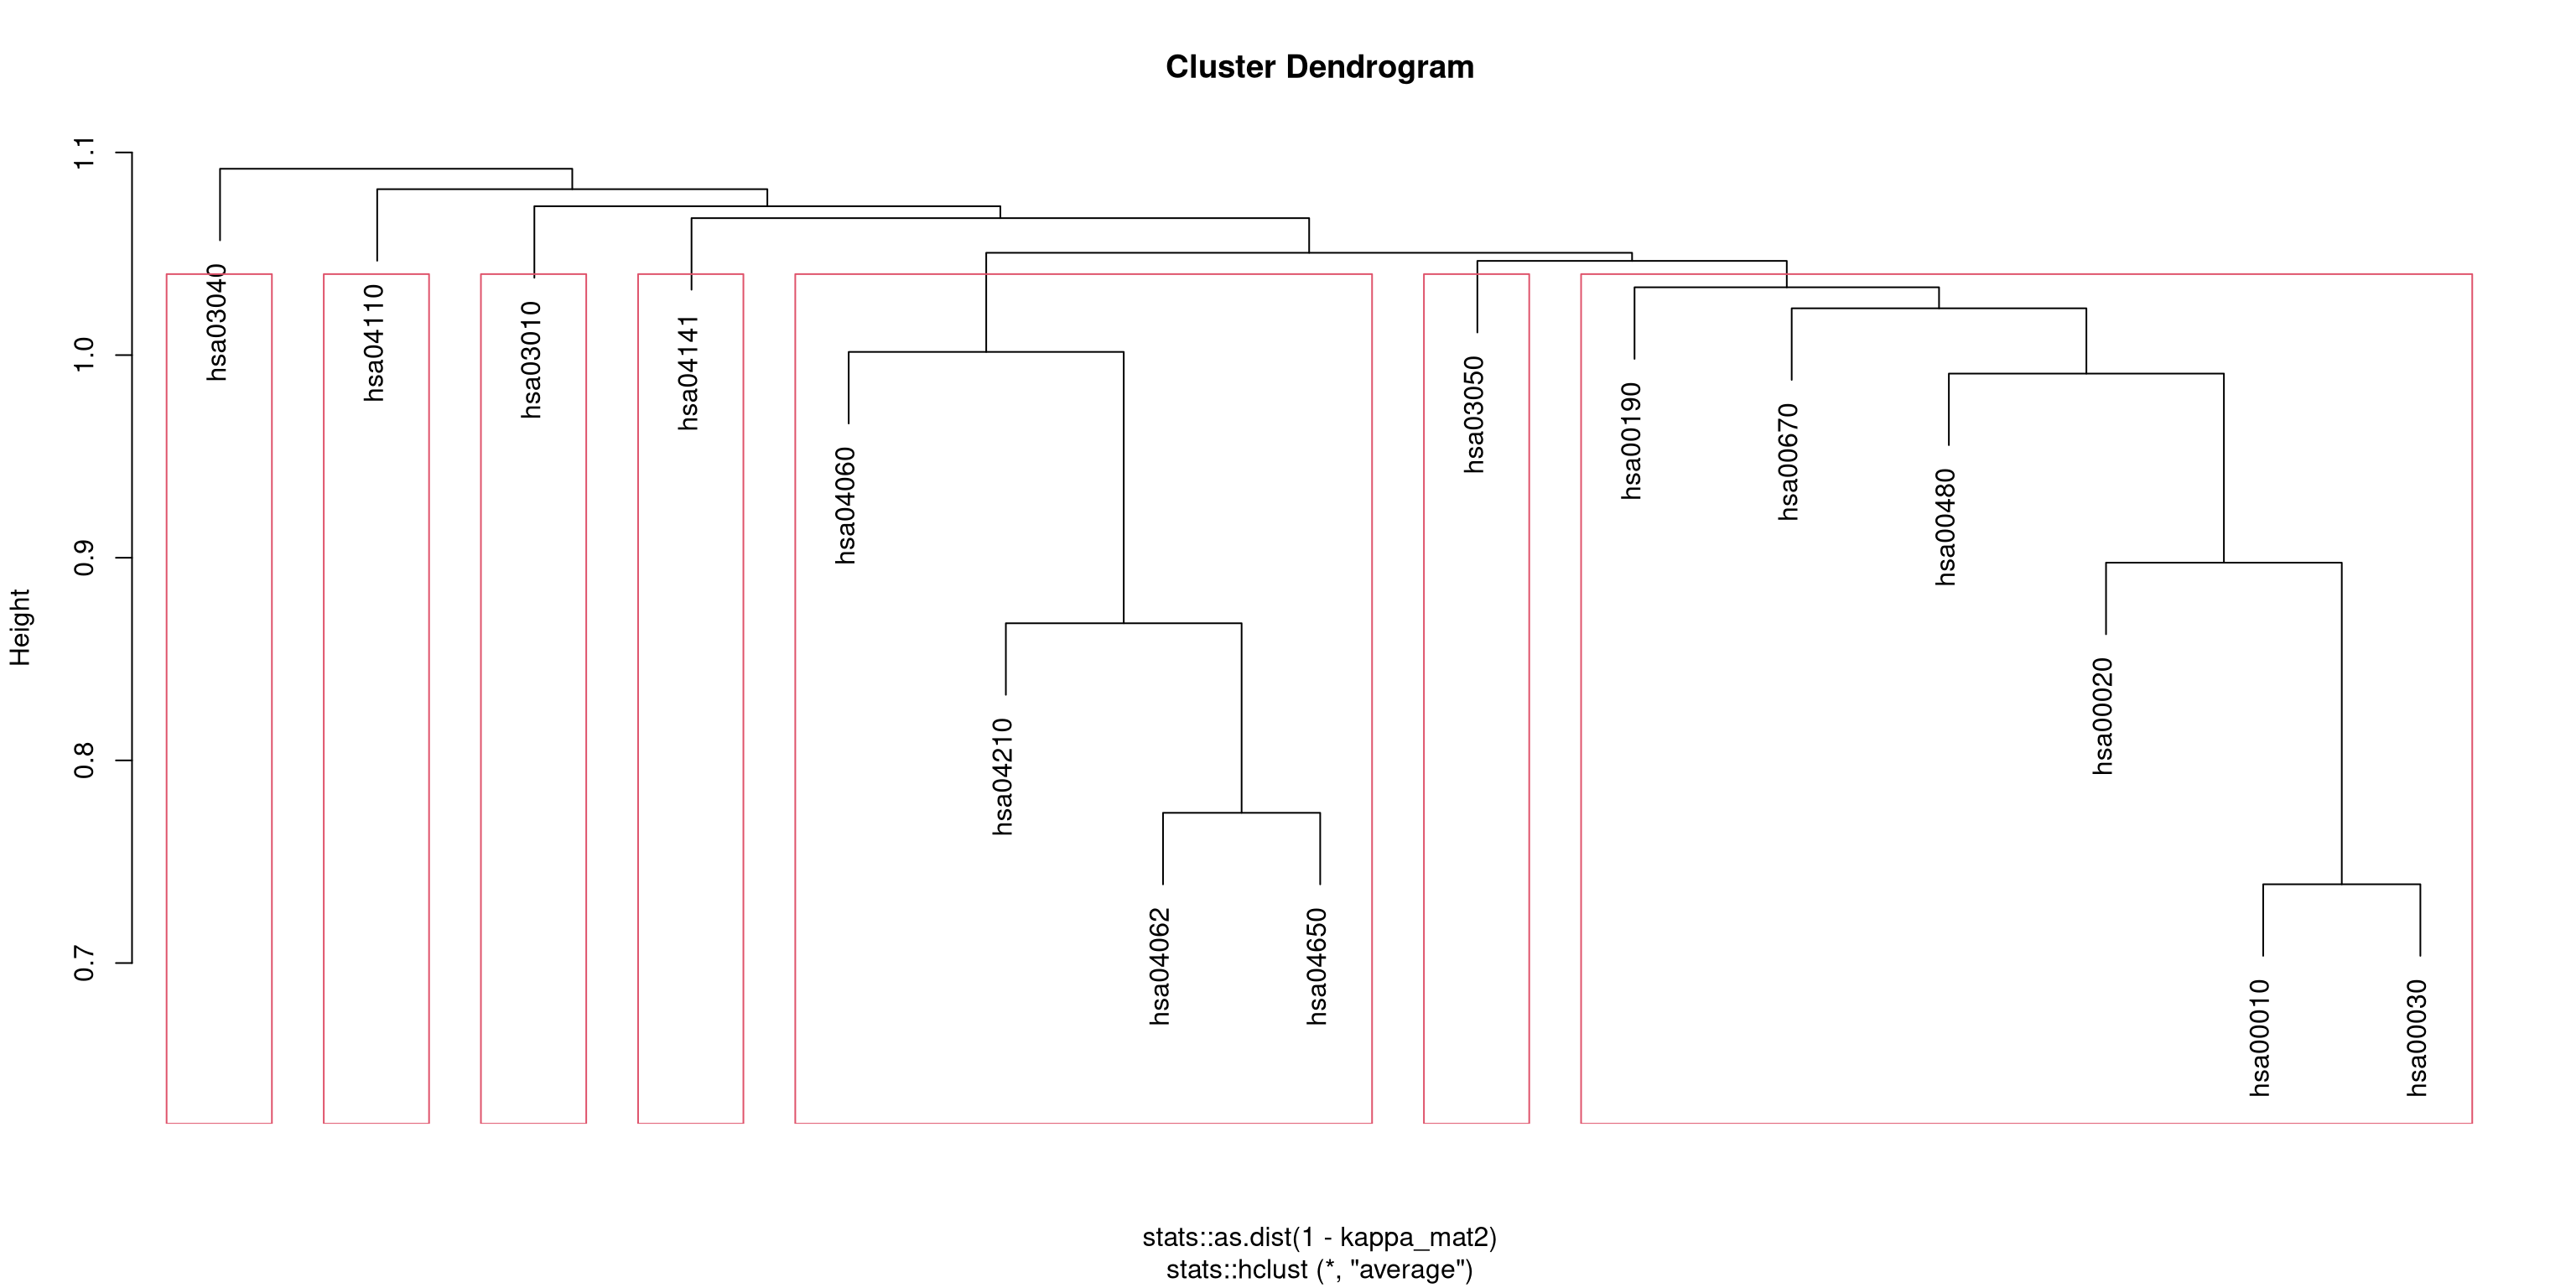 Cluster Dendrogram
Height
1.1
1.0
0.9
0.8
0.7
hsa03040
hsa04110
hsa03010
hsa04141
hsa04060
hsa04210
hsa04062
hsa04650
hsa03050
hsa00190
hsa00670
hsa00480
hsa00020
hsa00010
hsa00030
stats::as.dist(1 - kappa_mat2)
stats::hclust (*, "average")